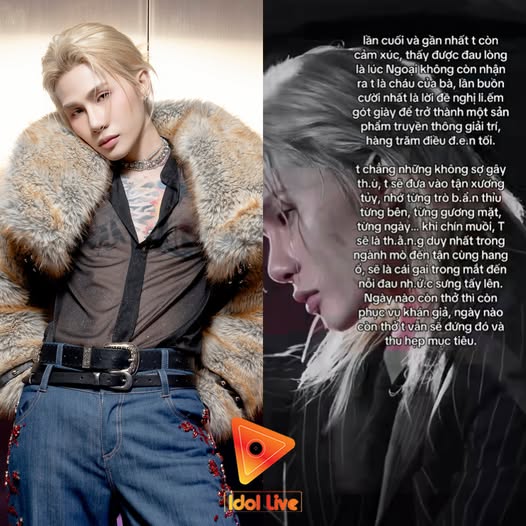 lần cuối và gần nhất t còn
cảm xúc, thấy được đau lòng
là lúc Ngoại không còn nhận
ra t là cháu của bà, lần buồn
cười nhất là lời đề nghị li.ếm
gót giày để trở thành một sản
phẩm truyền thông giải trí,
hàng trăm điều đ.e.n tối.
t chẳng những không sợ gây
th.ù, t sẽ đưa vào tận xương
tủy, nhớ từng trò b.ẩ.n thỉu
từng bên, từng gương mặt,
từng ngày... khi chín muồi, T
sẽ là th.ằ.ng duy nhất trong
ngành mò đến tận cùng hang
ổ, sẽ là cái gai trong mắt đến
nỗi đau nh.ứ.c sưng tấy lên.
Ngày nào còn thở thì còn
phục vụ khán giả, ngày nào
còn thở t vẫn sẽ đứng đó và
thu hẹp mục tiêu.
Idol Live